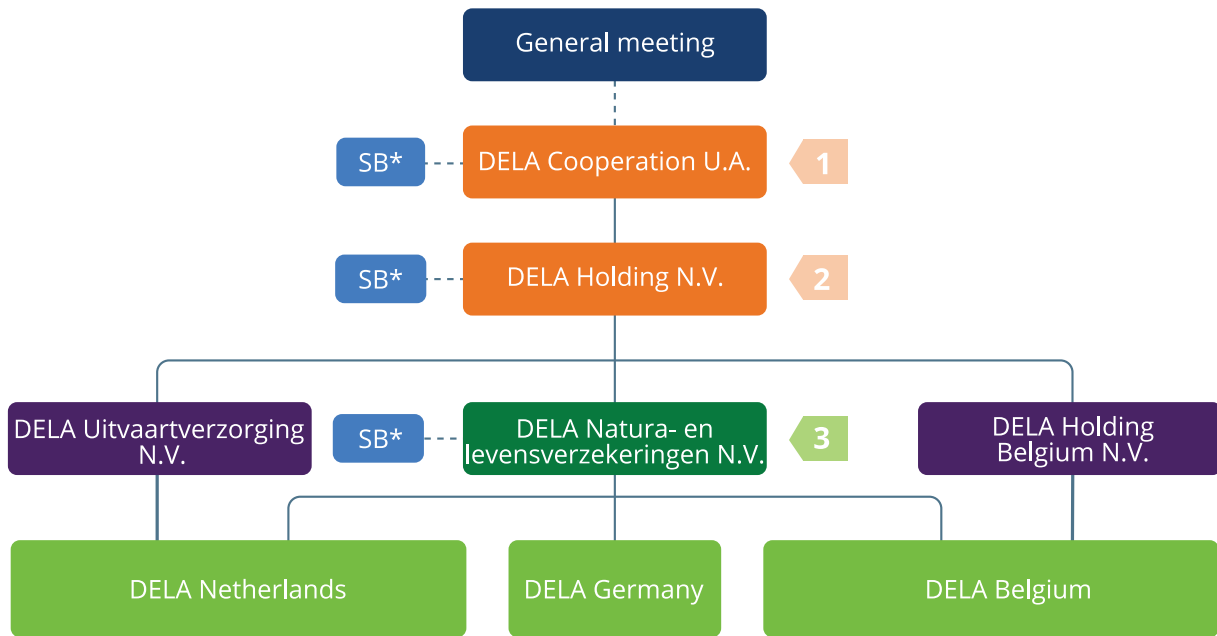 General meeting
SB*
DELA Cooperation U.A.
1
SB*
DELA Holding N.V.
2
DELA Uitvaartverzorging
N.V.
SB*
DELA Natura- en
levensverzekeringen N.V.
3
DELA Holding
Belgium N.V.
DELA Netherlands
DELA Germany
DELA Belgium